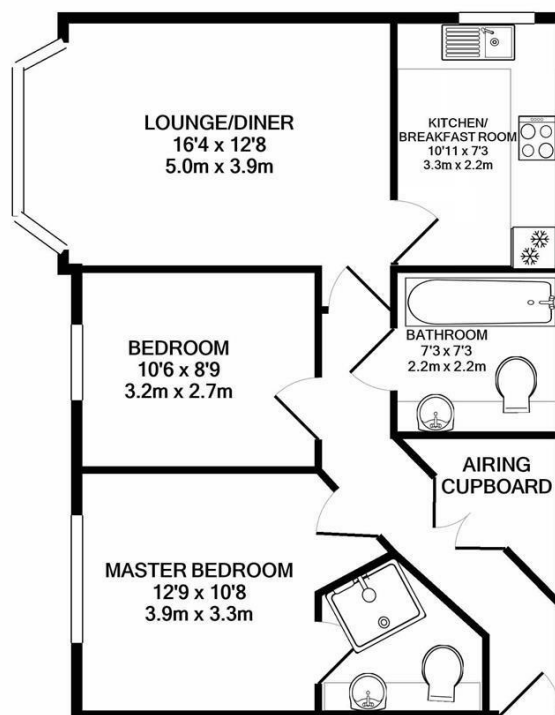 LOUNGE/DINER
16'4 x 12'8
5.0m x 3.9m
KITCHEN/
BREAKFAST ROOM
10'11 x 7'3
3.3m x 2.2m
BEDROOM
10'6 x 8'9
3.2m x 2.7m
BATHROOM
7'3 x 7'3
2.2m x 2.2m
AIRING
CUPBOARD
MASTER BEDROOM
12'9 x 10'8
3.9m x 3.3m